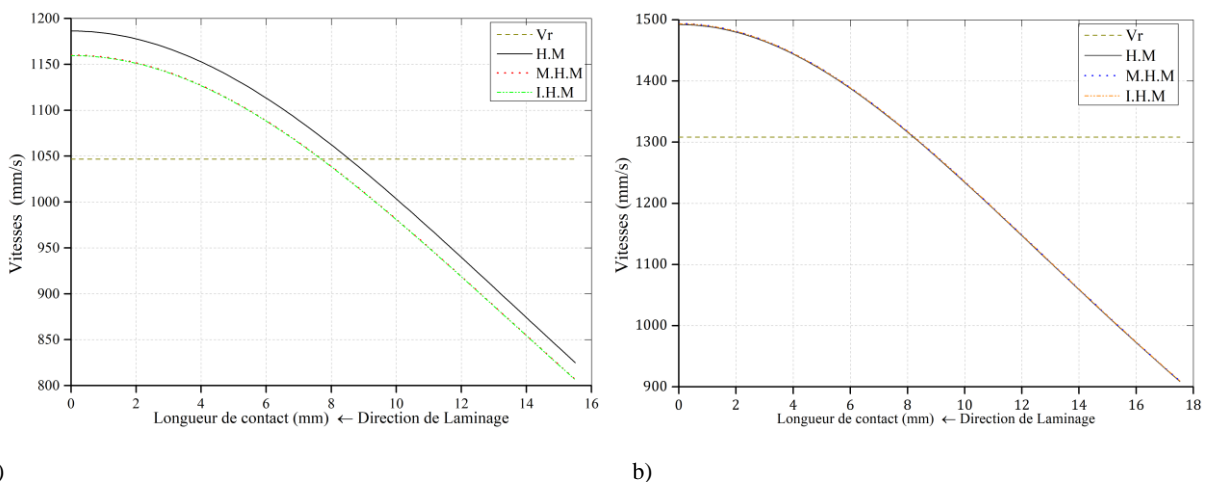 1200
1150
1100
1050
1000
950
900
850
800
Vitesses (mm/s)
Vr
H.M
M.H.M
I.H.M
0 2 4 6 8 10 12 14 16
Longueur de contact (mm) ← Direction de Laminage
)
1500
1400
1300
1200
1100
1000
900
Vitesses (mm/s)
Vr
H.M
M.H.M
I.H.M
0 2 4 6 8 10 12 14 16 18
Longueur de contact (mm) ← Direction de Laminage
b)